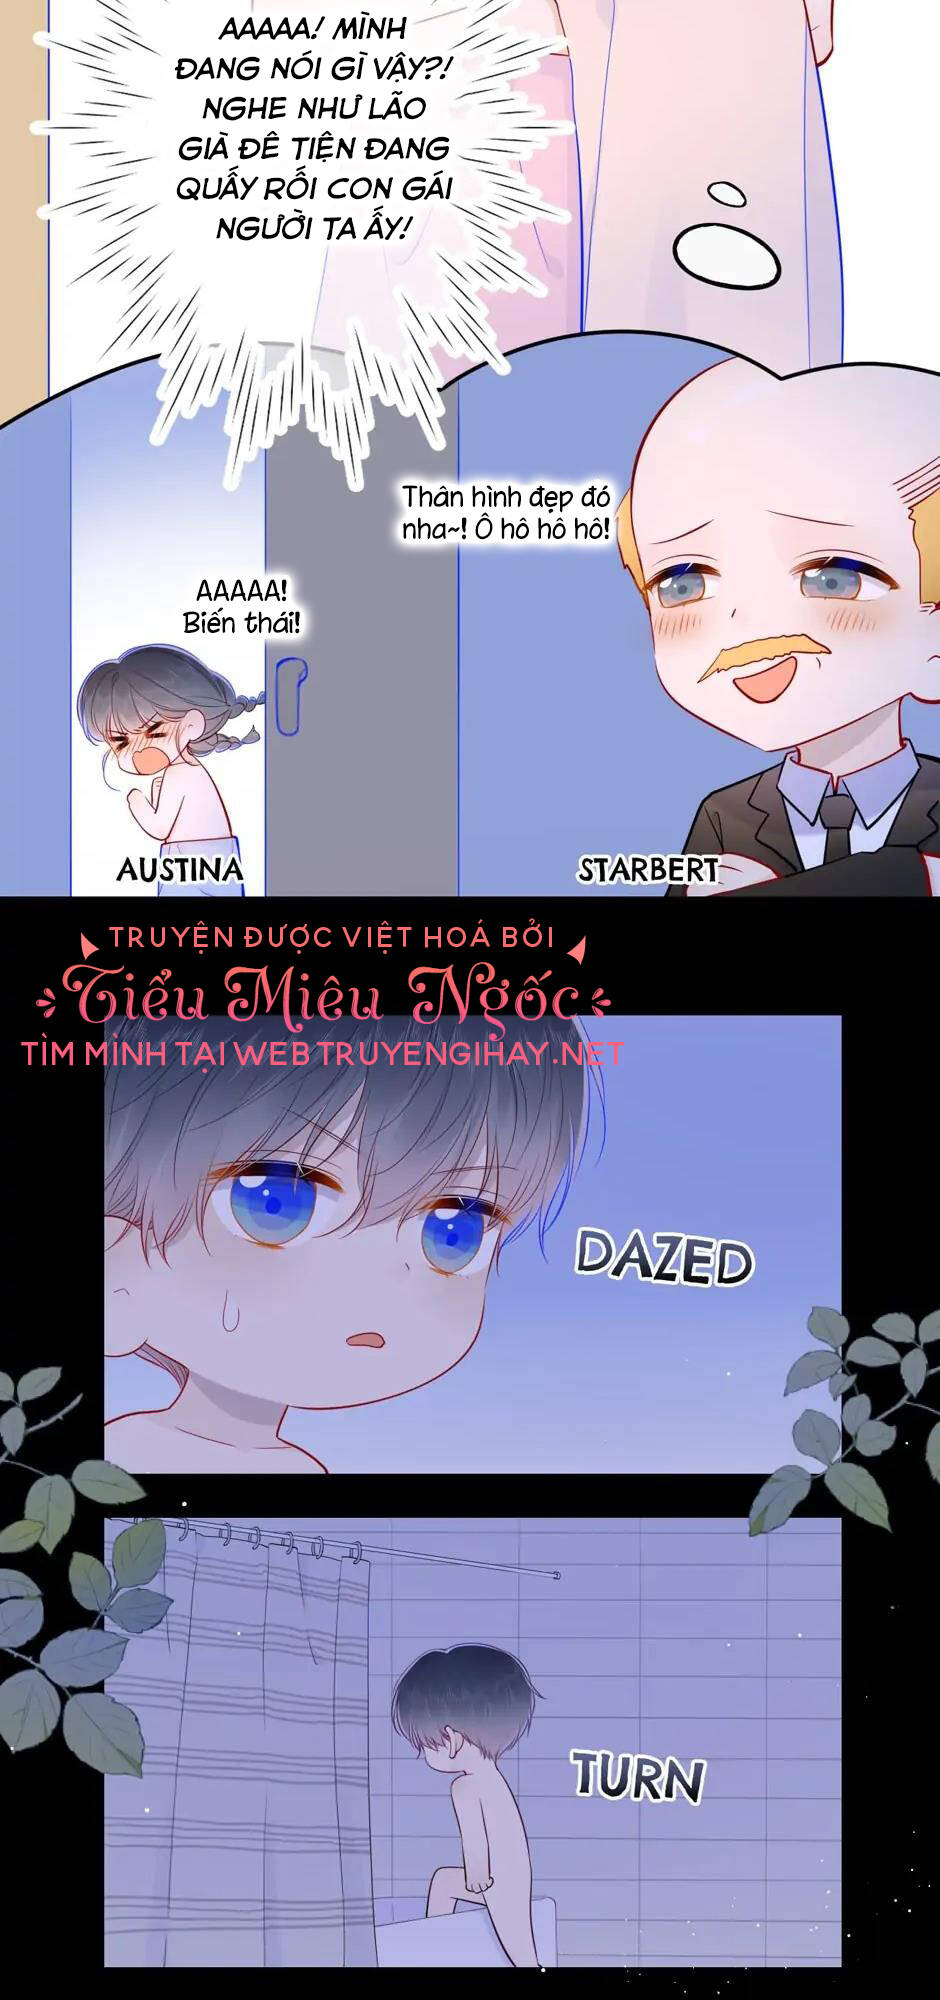 AAAAA! MÌNH
ĐANG NÓI GÌ VẬY?!
NGHE NHƯ LÃO
GIÀ ĐÊ TIỆN ĐANG
QUẤY RỐI CON GÁI
NGƯỜI TA ẤY!
Thân hình đẹp đó
nha~! Ô hô hô hô!
AAAAA!
Biến thái!
AUSTINA
STARBERT
TRUYỆN ĐƯỢC VIỆT HOÁ BỞI
Tiểu Miêu Ngốc
TÌM MÌNH TẠI WEB TRUYENGIHAY.NET
DAZED
TURN